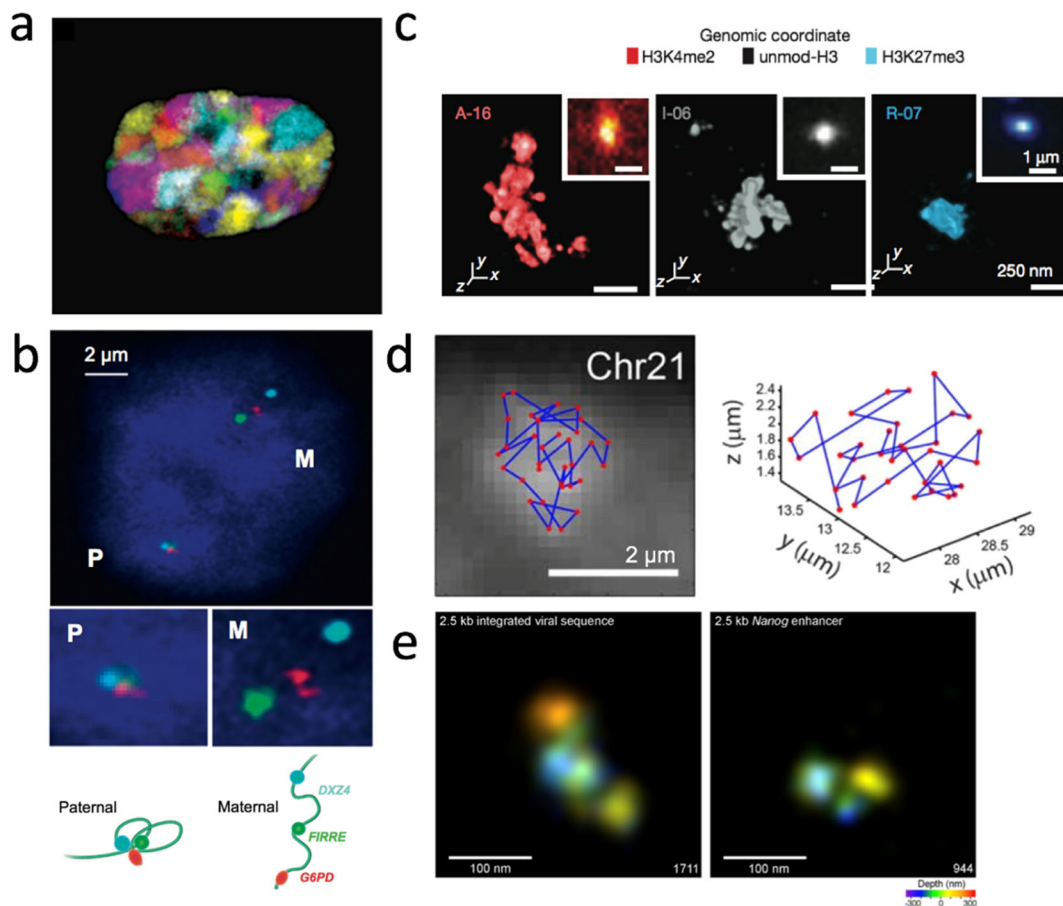 a
c
Genomic coordinate
H3K4me2 unmod-H3 H3K27me3
A-16
I-06
R-07
1 μm
y
z x
y
z x
y
z x
250 nm
b
2 μm
M
P
P
M
Paternal
Maternal
DXZ4
FIRRE
G6PD
d
Chr21
2 μm
z (μm)
2.4
2.2
2.0
1.8
1.6
1.4
13.5
13
12.5
12
y (μm)
28
28.5
29
x (μm)
e
2.5 kb integrated viral sequence
100 nm
1711
2.5 kb Nanog enhancer
100 nm
944
Depth (nm)
-300 0 300